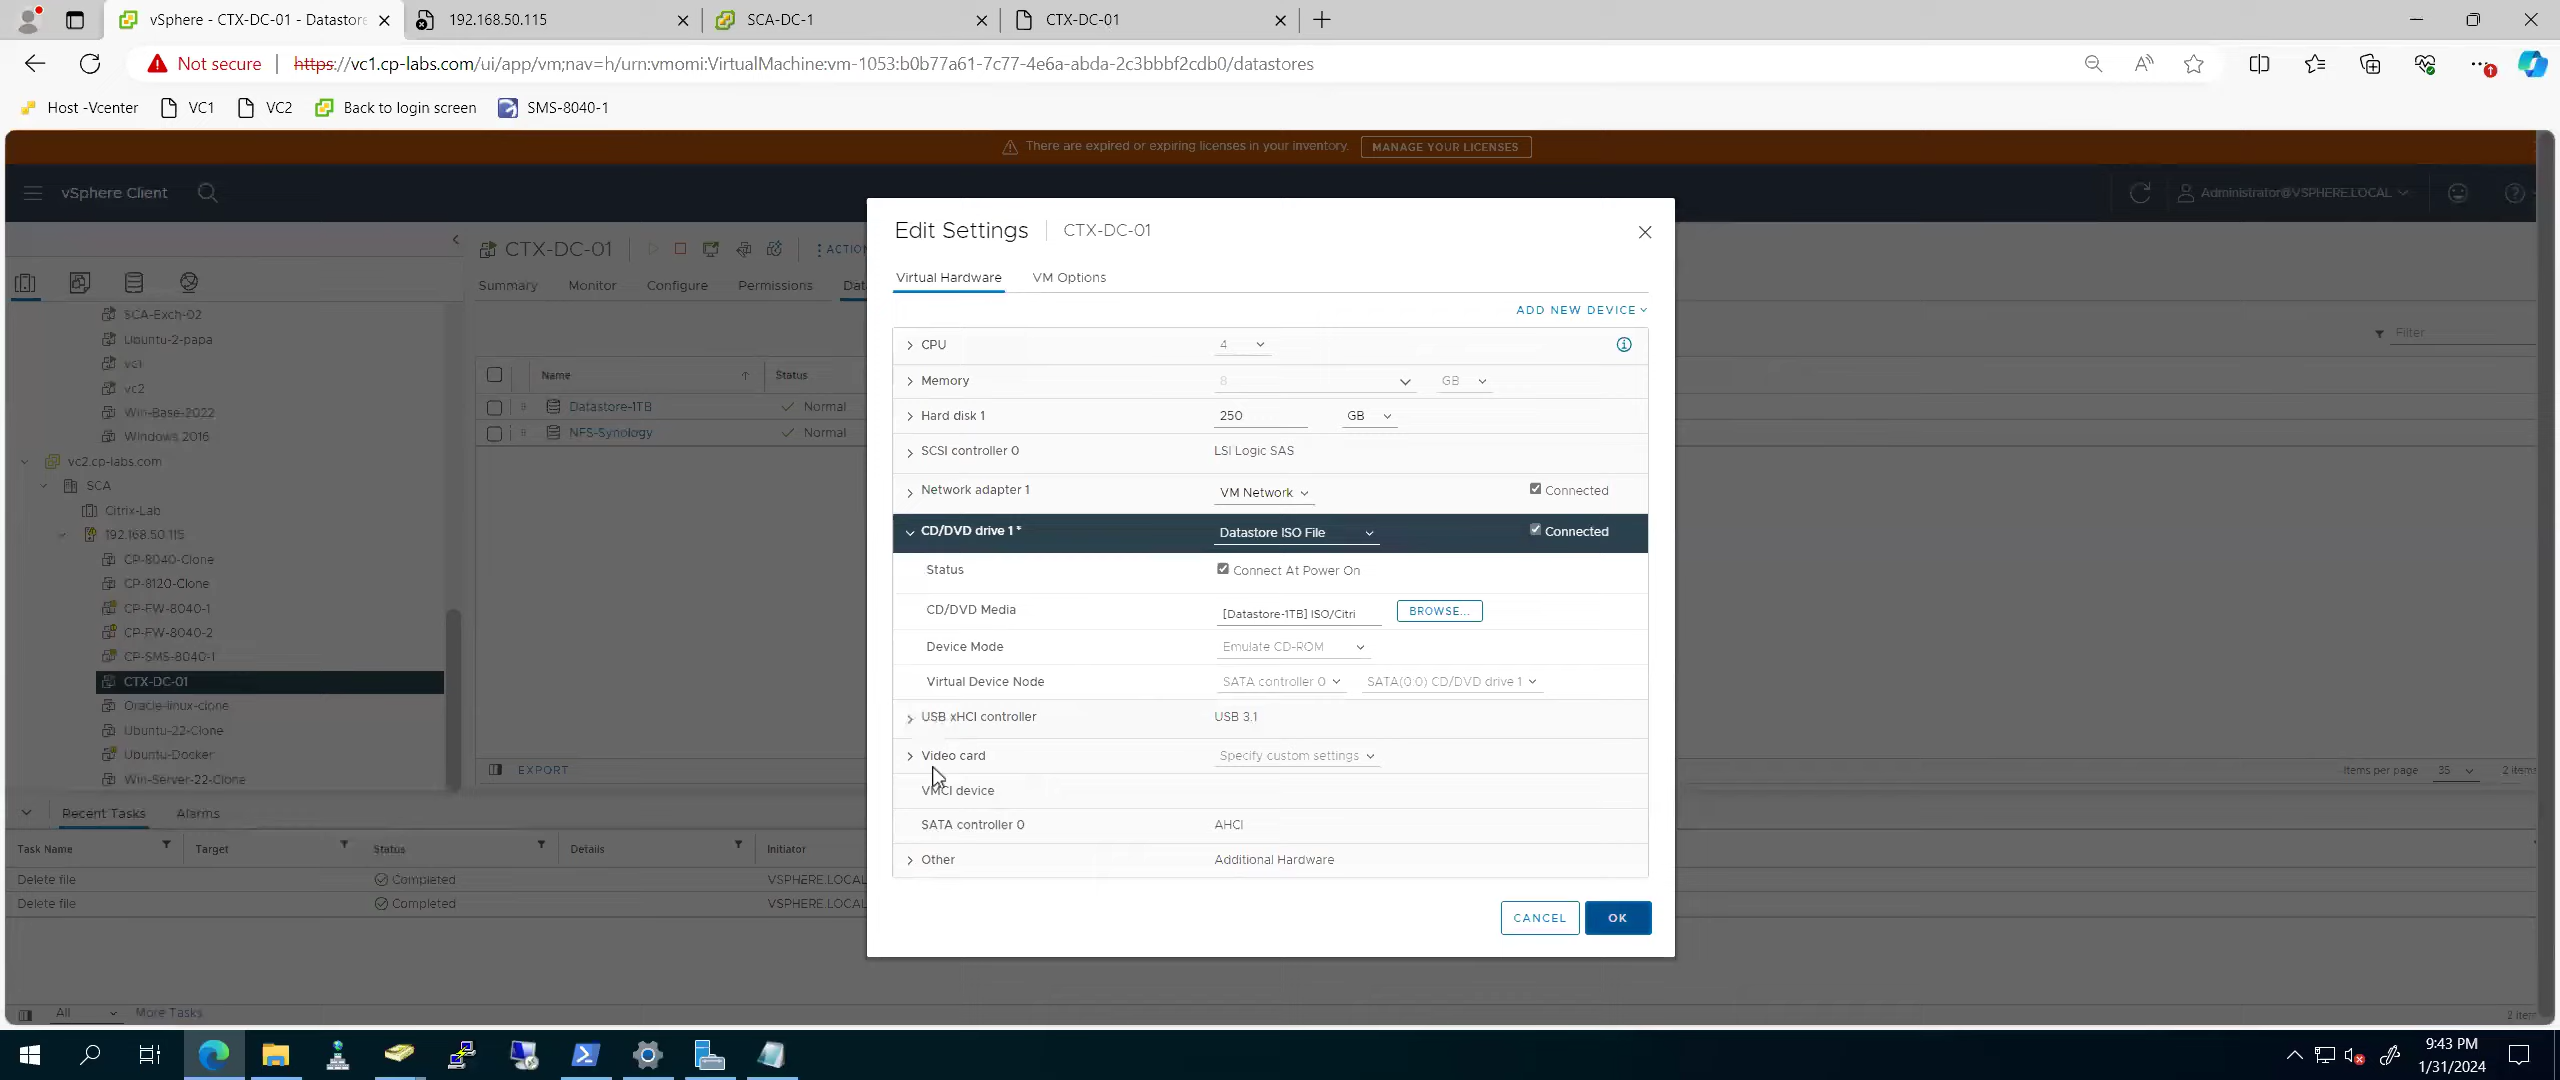 vSphere - CTX-DC-01 - Datastore
192.168.50.115
SCA-DC-1
CTX-DC-01
Not secure
https://vc1.cp-labs.com/ui/app/vm;nav=h/urn:vmomi:VirtualMachine:vm-1053:b0b77a61-7c77-4e6a-abda-2c3bbbf2cdb0/datastores
Host -Vcenter
VC1
VC2
Back to login screen
SMS-8040-1
There are expired or expiring licenses in your inventory.
MANAGE YOUR LICENSES
vSphere Client
Administrator@VSPHERE.LOCAL
CTX-DC-01
ACTION
Summary
Monitor
Configure
Permissions
Dat
SCA-Exch-02
Ubuntu-2-papa
vc1
vc2
Win-Base-2022
Windows 2016
vc2.cp-labs.com
SCA
Citrix-Lab
192.168.50.115
CP-8040-Clone
CP-8120-Clone
CP-FW-8040-1
CP-FW-8040-2
CP-SMS-8040-1
CTX-DC-01
Oracle-linux-clone
Ubuntu-22-Clone
Ubuntu-Docker
Win-Server-22-Clone
Filter
Name
Status
Datastore-1TB
Normal
NFS-Synology
Normal
EXPORT
Items per page
35
2 items
Edit Settings
CTX-DC-01
Virtual Hardware
VM Options
ADD NEW DEVICE
CPU
4
Memory
8
GB
Hard disk 1
250
GB
SCSI controller 0
LSI Logic SAS
Network adapter 1
VM Network
Connected
CD/DVD drive 1 *
Datastore ISO File
Connected
Status
Connect At Power On
CD/DVD Media
[Datastore-1TB] ISO/Citri
BROWSE...
Device Mode
Emulate CD-ROM
Virtual Device Node
SATA controller 0
SATA(0:0) CD/DVD drive 1
USB xHCI controller
USB 3.1
Video card
Specify custom settings
VMCI device
SATA controller 0
AHCI
Other
Additional Hardware
CANCEL
OK
Recent Tasks
Alarms
Task Name
Target
Status
Details
Initiator
Delete file
Completed
VSPHERE.LOCAL
Delete file
Completed
VSPHERE.LOCAL
All
More Tasks
2 item
9:43 PM
1/31/2024